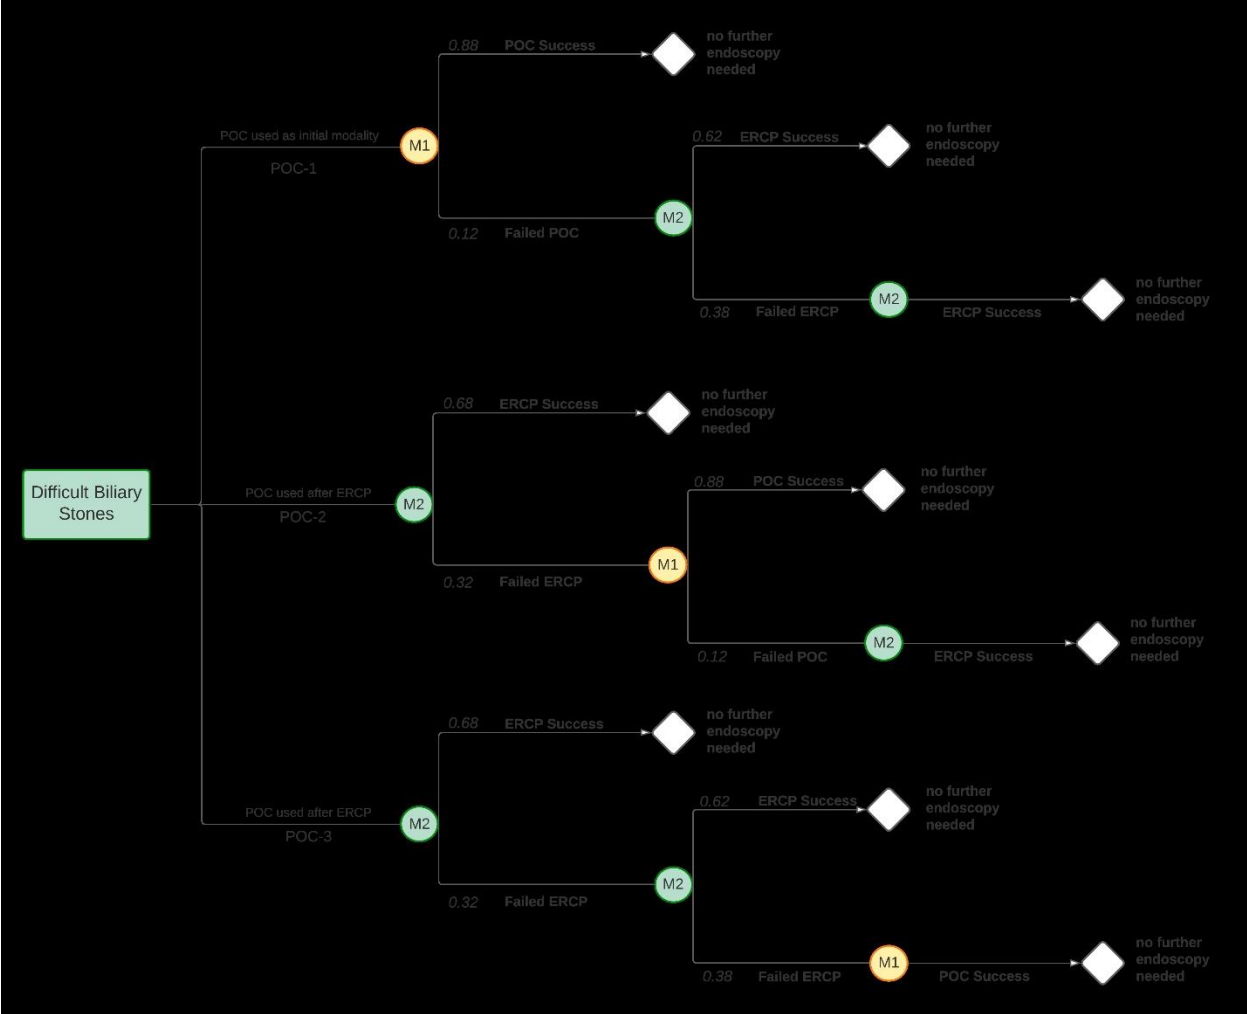 0.88 POC Success
no further
endoscopy
needed
POC used as initial modality
POC-1
M1
0.62 ERCP Success
no further
endoscopy
needed
0.12 Failed POC
M2
0.38 Failed ERCP
M2
ERCP Success
no further
endoscopy
needed
Difficult Biliary
Stones
0.68 ERCP Success
no further
endoscopy
needed
POC used after ERCP
POC-2
M2
0.88 POC Success
no further
endoscopy
needed
0.32 Failed ERCP
M1
0.12 Failed POC
M2
ERCP Success
no further
endoscopy
needed
0.68 ERCP Success
no further
endoscopy
needed
POC used after ERCP
POC-3
M2
0.62 ERCP Success
no further
endoscopy
needed
0.32 Failed ERCP
M2
0.38 Failed ERCP
M1
POC Success
no further
endoscopy
needed